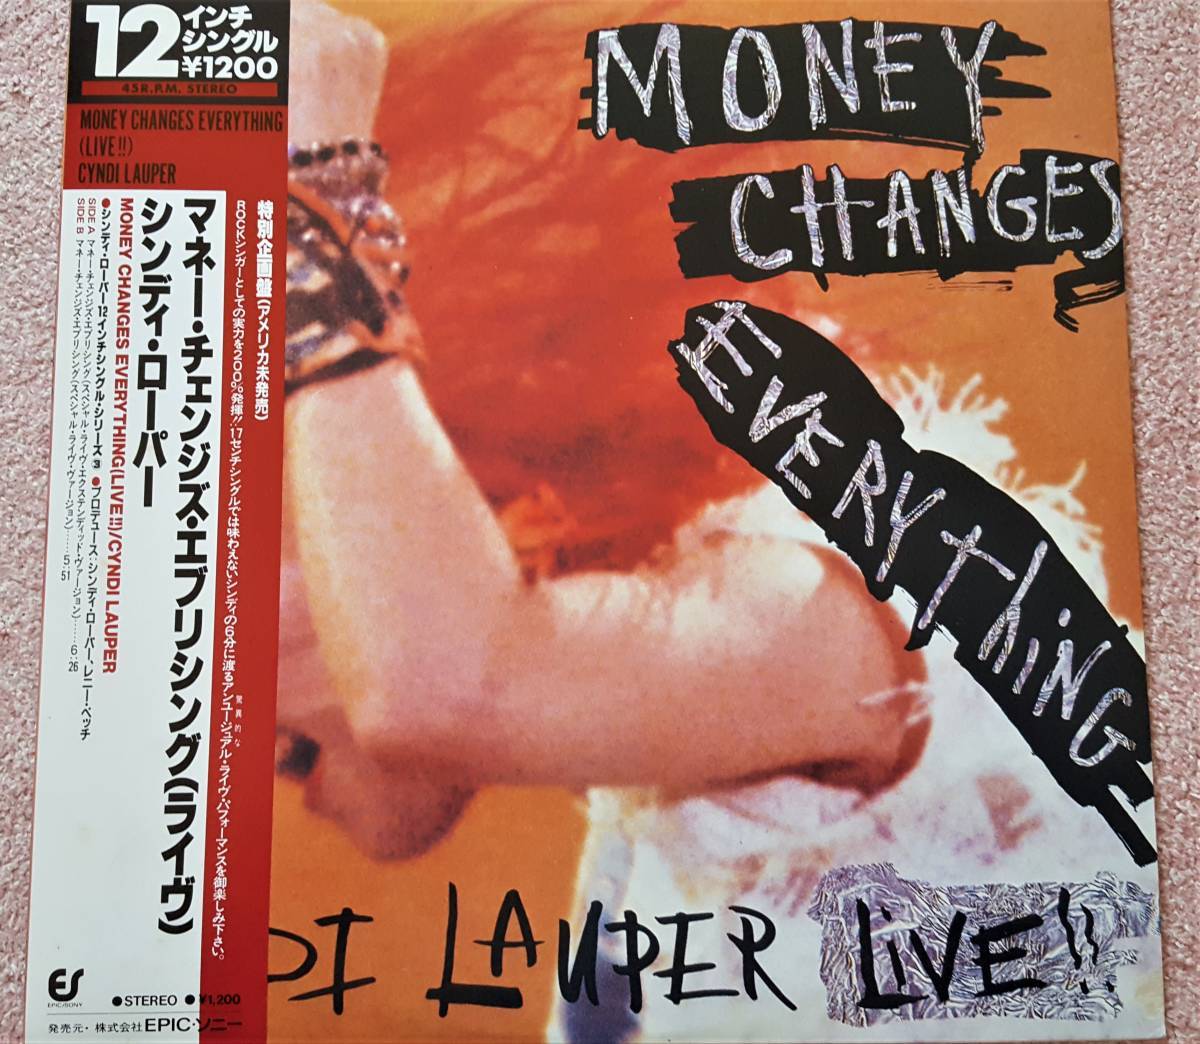 12
インチ
シングル
¥1200
45R.P.M. STEREO
MONEY CHANGES EVERYTHING
(LIVE!!)
CYNDI LAUPER
特別企画盤(アメリカ未発売)
ROCKシンガーとしての実力を200%発揮!!17センチシングルでは味わえないシンディの6分に渡るアンユージュアル・ライヴ・パフォーマンスを御楽しみ下さい。
驚異的な
マネー・チェンジズ・エブリシング(ライヴ)
シンディ・ローパー
MONEY CHANGES EVERYTHING(LIVE!!)/CYNDI LAUPER
●シンディ・ローパー12インチシングル・シリーズ③ ●プロデュース:シンディ・ローパー、レニー・ペッチ
SIDE A マネー・チェンジズ・エブリシング(スペシャル・ライヴ・エクステンディッド・ヴァージョン)……6:26
SIDE B マネー・チェンジズ・エブリシング(スペシャル・ライヴ・ヴァージョン)……5:51
ES
EPIC/SONY
●STEREO ●¥1,200
発売元・株式会社EPIC・ソニー
MONEY
CHANGES
EVERYTHING
DI LAUPER LIVE!!